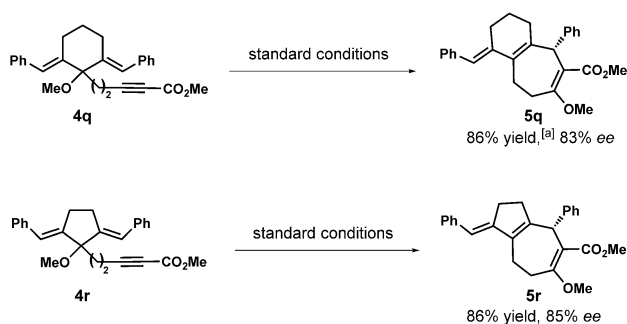 Ph
Ph
MeO
( )2
CO2Me
4q
standard conditions
Ph
Ph
CO2Me
OMe
5q
86% yield,[a] 83% ee
Ph
Ph
MeO
( )2
CO2Me
4r
standard conditions
Ph
Ph
CO2Me
OMe
5r
86% yield, 85% ee